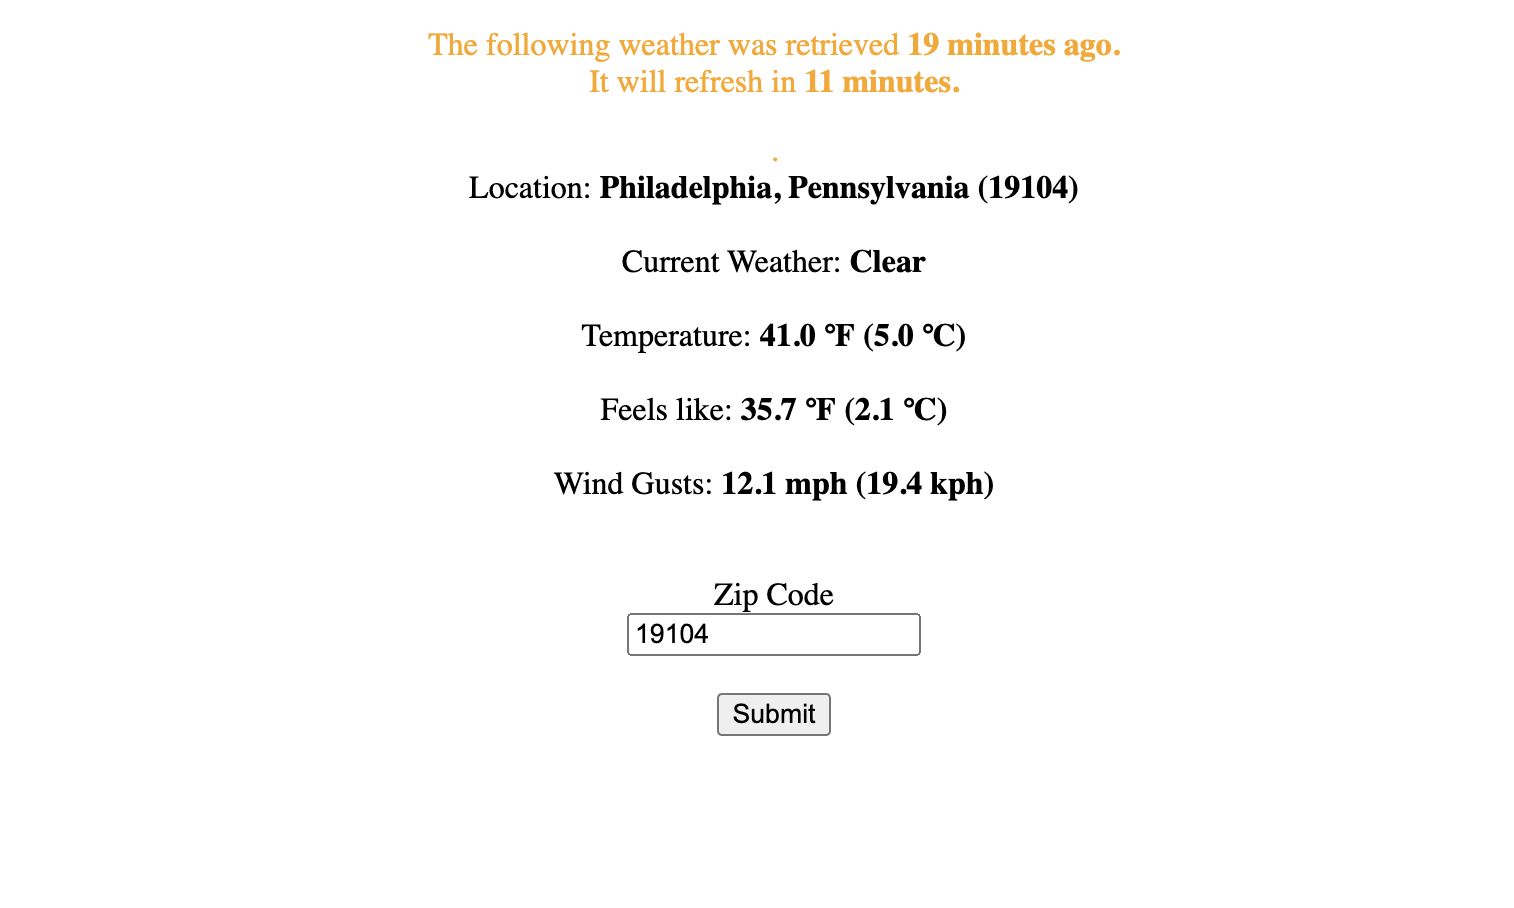 The following weather was retrieved 19 minutes ago.
It will refresh in 11 minutes.
.
Location: Philadelphia, Pennsylvania (19104)
Current Weather: Clear
Temperature: 41.0 °F (5.0 °C)
Feels like: 35.7 °F (2.1 °C)
Wind Gusts: 12.1 mph (19.4 kph)
Zip Code
19104
Submit